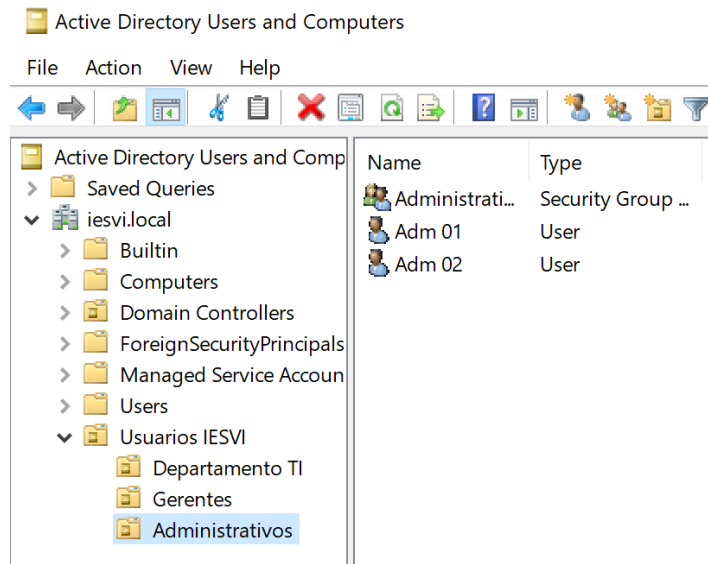 Active Directory Users and Computers
File Action View Help
Active Directory Users and Comp
Saved Queries
iesvi.local
Builtin
Computers
Domain Controllers
ForeignSecurityPrincipals
Managed Service Accoun
Users
Usuarios IESVI
Departamento TI
Gerentes
Administrativos
Name Type
Administrati... Security Group ...
Adm 01 User
Adm 02 User